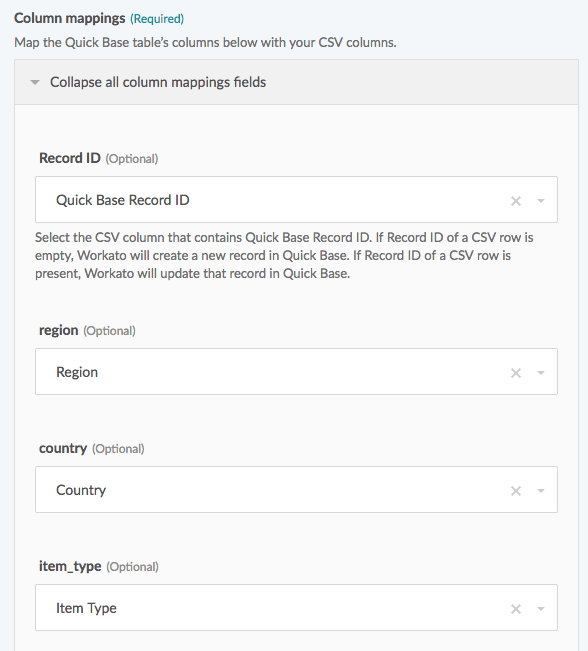 Column mappings (Required)
Map the Quick Base table's columns below with your CSV columns.
Collapse all column mappings fields
Record ID (Optional)
Quick Base Record ID
Select the CSV column that contains Quick Base Record ID. If Record ID of a CSV row is
empty, Workato will create a new record in Quick Base. If Record ID of a CSV row is
present, Workato will update that record in Quick Base.
region (Optional)
Region
country (Optional)
Country
item_type (Optional)
Item Type